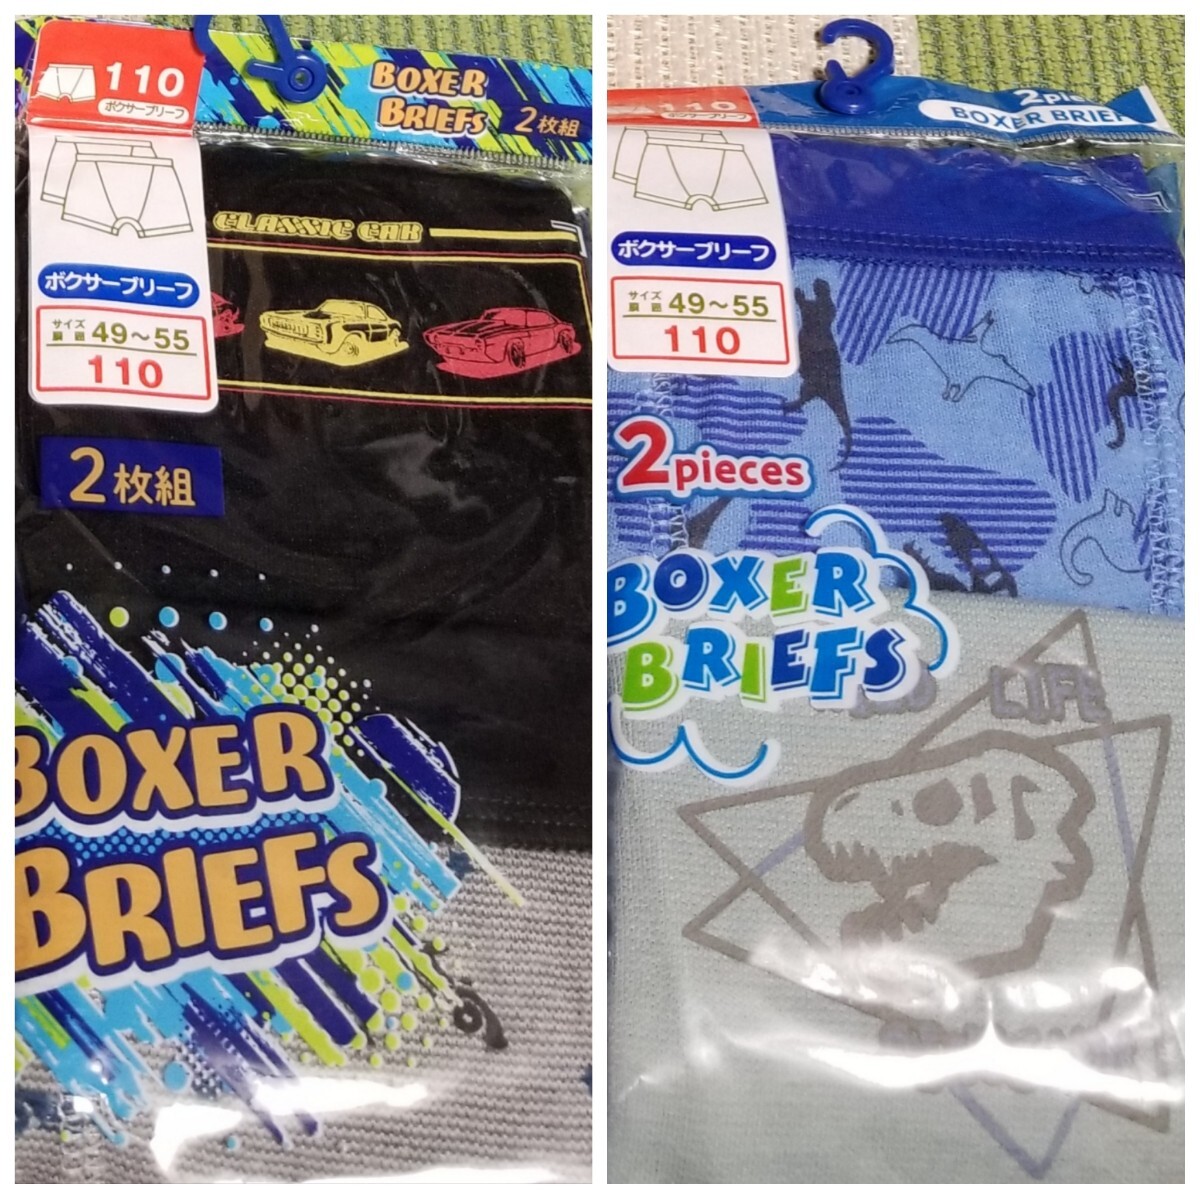 110
ボクサーブリーフ
BOXER
BRIEFS
2枚組
CLASSIC CAR
ボクサーブリーフ
サイズ
胴囲 49～55
110
2枚組
BOXER
BRIEFS
110
ボクサーブリーフ
BOXER BRIEF
ボクサーブリーフ
サイズ
胴囲 49～55
110
2pieces
BOXER
BRIEFS
LIFE